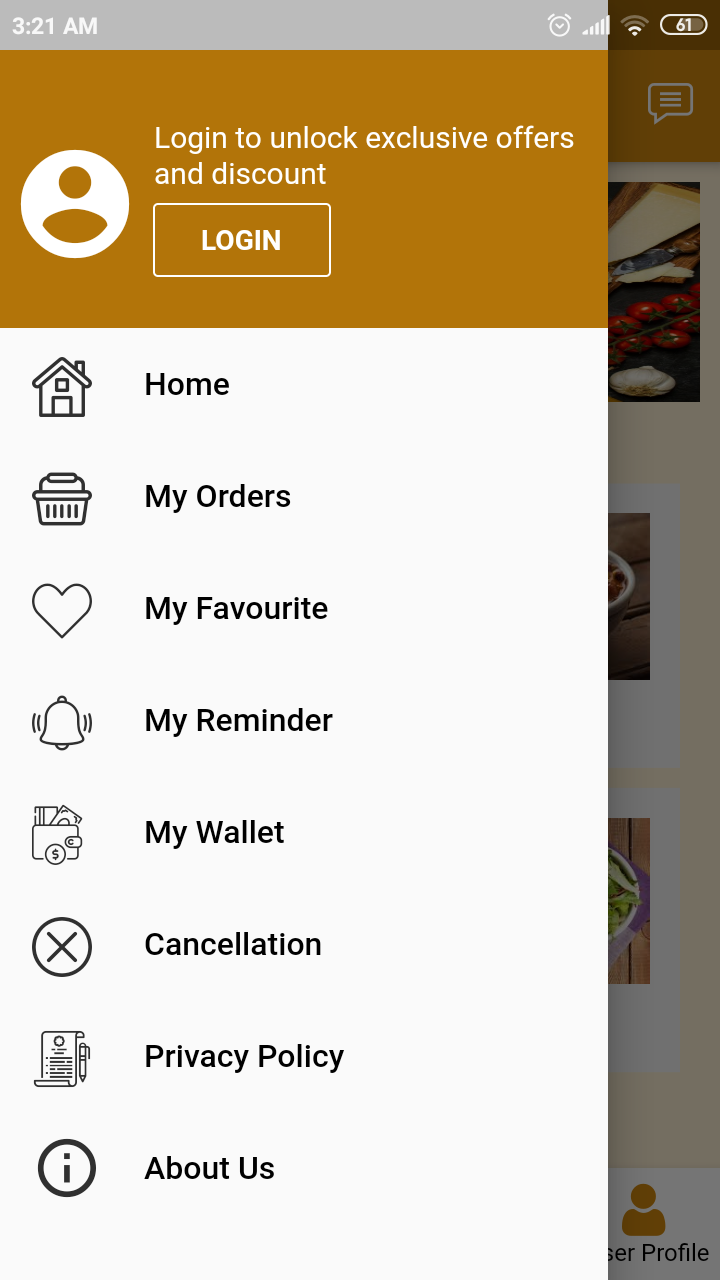 3:21 AM
61
Login to unlock exclusive offers
and discount
LOGIN
Home
My Orders
My Favourite
My Reminder
My Wallet
Cancellation
Privacy Policy
About Us
ser Profile